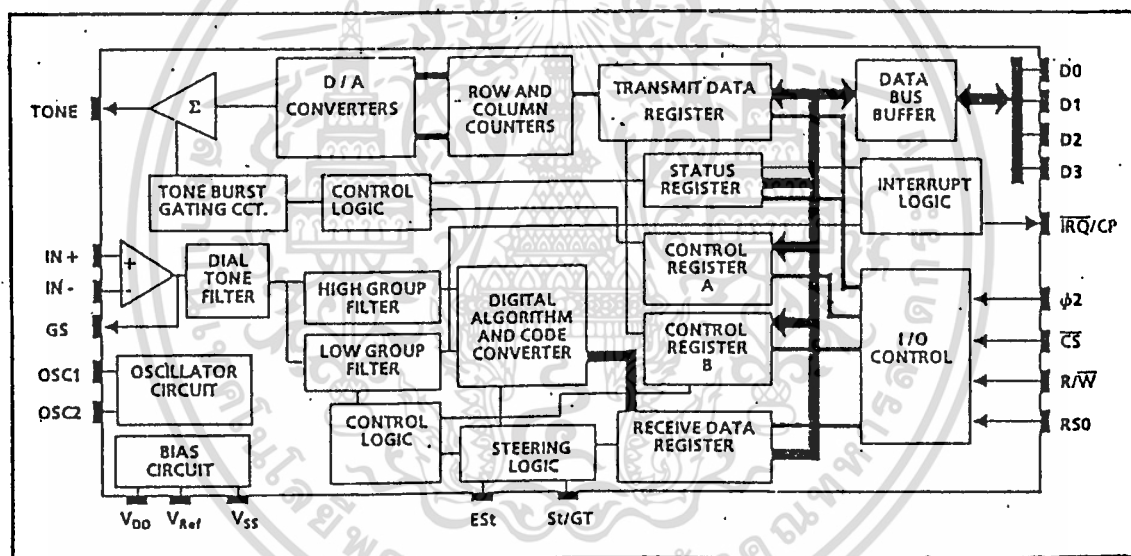 TONE
Σ
D / A
CONVERTERS
ROW AND
COLUMN
COUNTERS
TRANSMIT DATA
REGISTER
DATA
BUS
BUFFER
D0
D1
D2
D3
TONE BURST
GATING CCT.
CONTROL
LOGIC
STATUS
REGISTER
INTERRUPT
LOGIC
I̅R̅Q̅/CP
IN +
IN -
GS
+
-
DIAL
TONE
FILTER
HIGH GROUP
FILTER
LOW GROUP
FILTER
DIGITAL
ALGORITHM
AND CODE
CONVERTER
CONTROL
REGISTER
A
CONTROL
REGISTER
B
I/O
CONTROL
ϕ2
C̅S̅
R/W̅
RS0
OSC1
OSC2
OSCILLATOR
CIRCUIT
BIAS
CIRCUIT
CONTROL
LOGIC
STEERING
LOGIC
RECEIVE DATA
REGISTER
VDD
VRef
VSS
ESt
St/GT